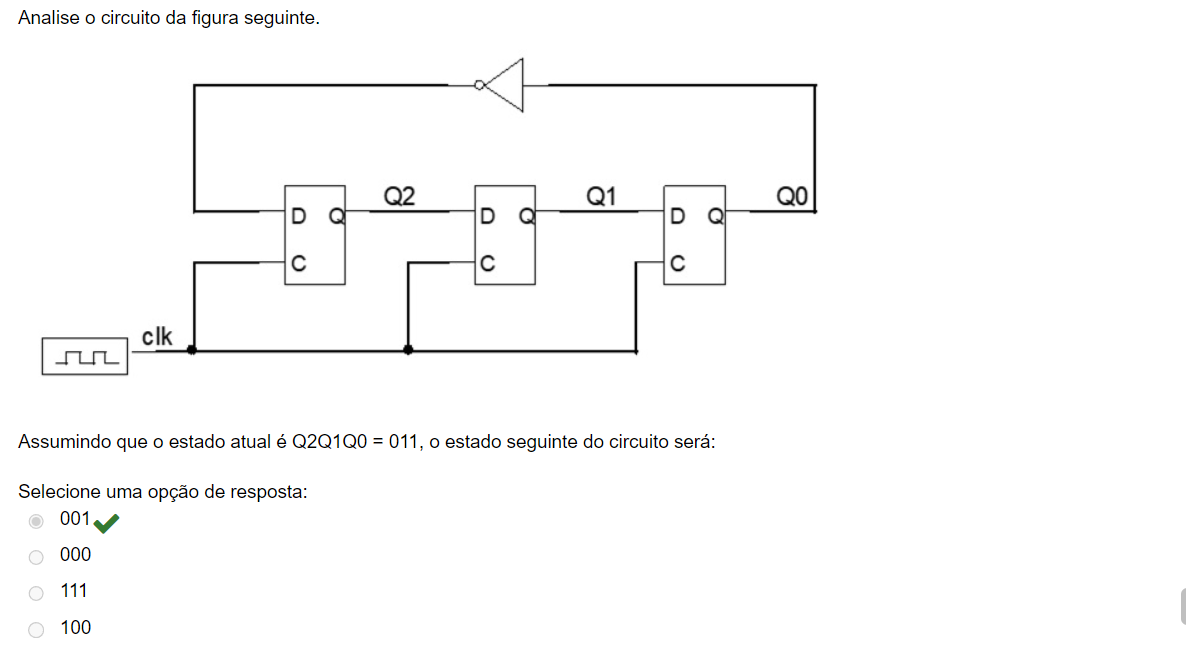 Analise o circuito da figura seguinte.
Q2
Q1
Q0
D Q
D Q
D Q
C
C
C
clk
Assumindo que o estado atual é Q2Q1Q0 = 011, o estado seguinte do circuito será:
Selecione uma opção de resposta:
001
000
111
100